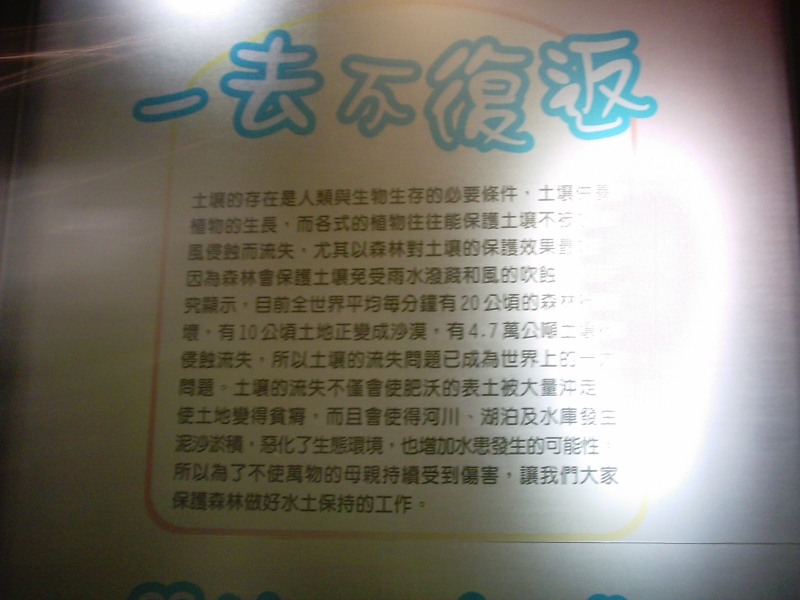 一去不復返
土壤的存在是人類與生物生存的必要條件，土壤
植物的生長，而各式的植物往往能保護土壤不被
風侵蝕而流失，尤其以森林對土壤的保護效果最
因為森林會保護土壤免受雨水潑濺和風的吹蝕
究顯示，目前全世界平均每分鐘有20公頃的森林
壞，有10公頃土地正變成沙漠，有4.7萬公噸土壤
侵蝕流失，所以土壤的流失問題已成為世界上的一大
問題。土壤的流失不僅會使肥沃的表土被大量沖走
使土地變得貧瘠，而且會使得河川、湖泊及水庫發生
泥沙淤積，惡化了生態環境，也增加水患發生的可能性。
所以為了不使萬物的母親持續受到傷害，讓我們大家
保護森林做好水土保持的工作。